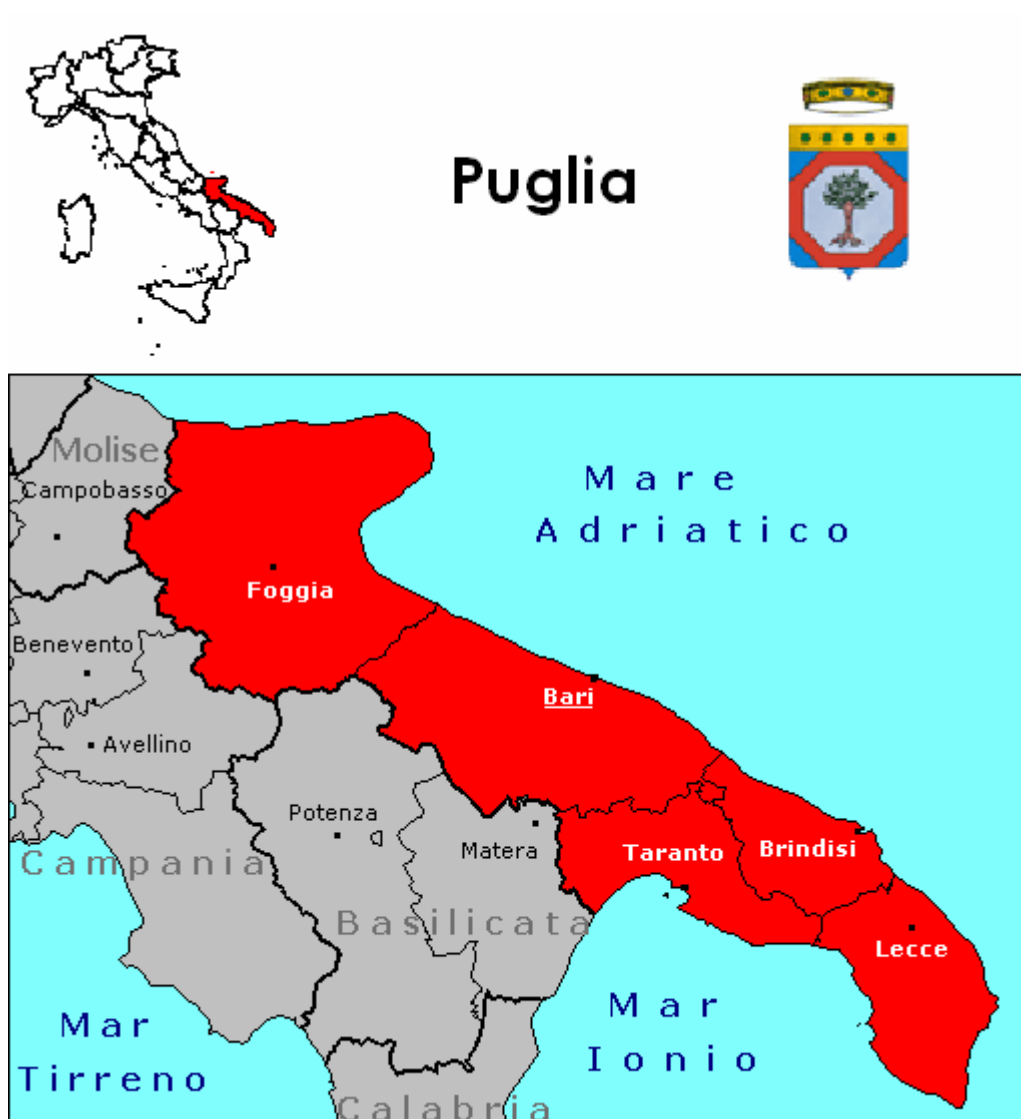 Puglia
Molise
Campobasso
Mare
Adriatico
Foggia
Benevento
Bari
Avellino
Potenza
Matera
Taranto
Brindisi
Campania
Basilicata
Lecce
Mar
Ionio
Mar
Tirreno
Calabria